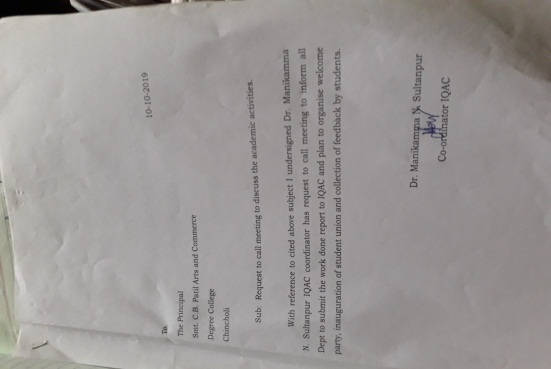 10-10-2019
To
The Principal
Smt. C.B. Patil Arts and Commerce
Degree College
Chincholi
Sub: Request to call meeting to discuss the academic activities.
With reference to cited above subject I undersigned Dr. Manikamma
N. Sultanpur IQAC coordinator has request to call meeting to inform all
Dept to submit the work done report to IQAC and plan to organise welcome
party, inauguration of student union and collection of feedback by students.
Dr. Manikamma N. Sultanpur
Co-ordinator IQAC